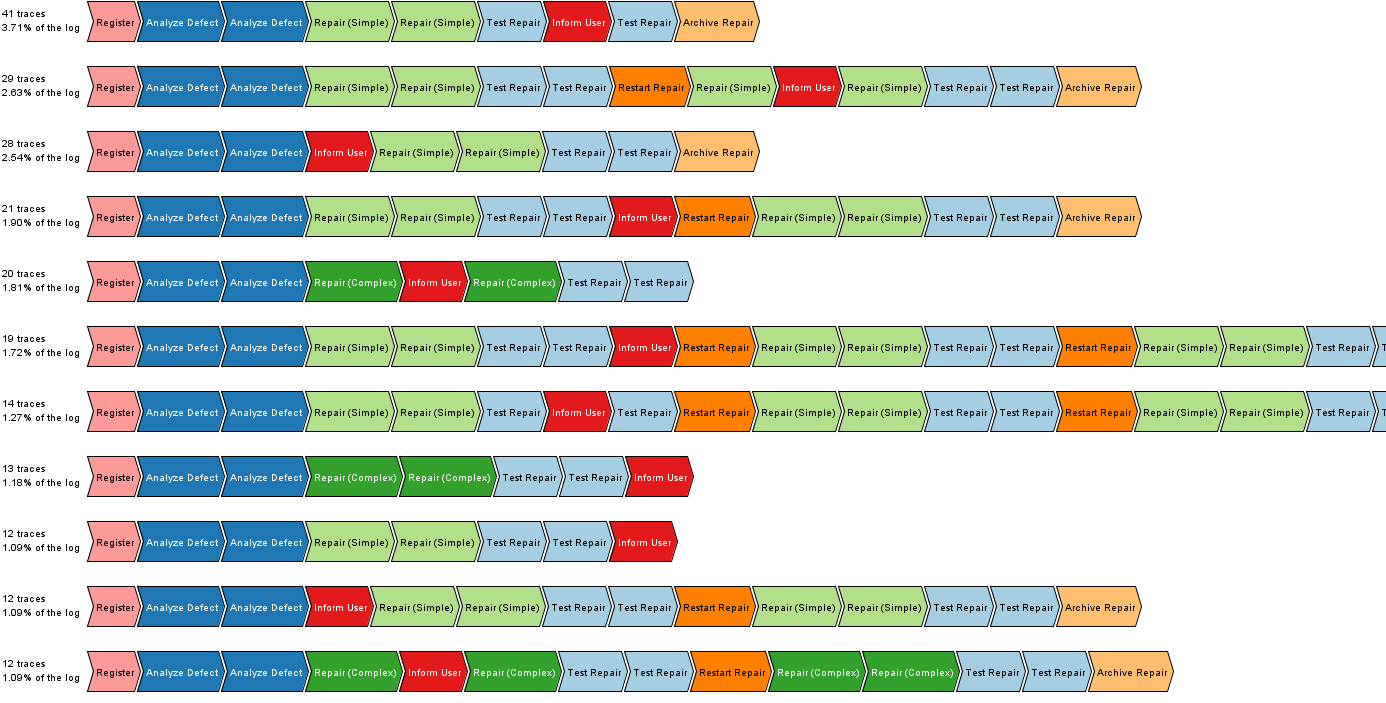 41 traces
3.71% of the log
Register Analyze Defect Analyze Defect Repair (Simple) Repair (Simple) Test Repair Inform User Test Repair Archive Repair
29 traces
2.63% of the log
Register Analyze Defect Analyze Defect Repair (Simple) Repair (Simple) Test Repair Test Repair Restart Repair Repair (Simple) Inform User Repair (Simple) Test Repair Test Repair Archive Repair
28 traces
2.54% of the log
Register Analyze Defect Analyze Defect Inform User Repair (Simple) Repair (Simple) Test Repair Test Repair Archive Repair
21 traces
1.90% of the log
Register Analyze Defect Analyze Defect Repair (Simple) Repair (Simple) Test Repair Test Repair Inform User Restart Repair Repair (Simple) Repair (Simple) Test Repair Test Repair Archive Repair
20 traces
1.81% of the log
Register Analyze Defect Analyze Defect Repair (Complex) Inform User Repair (Complex) Test Repair Test Repair
19 traces
1.72% of the log
Register Analyze Defect Analyze Defect Repair (Simple) Repair (Simple) Test Repair Test Repair Inform User Restart Repair Repair (Simple) Repair (Simple) Test Repair Test Repair Restart Repair Repair (Simple) Repair (Simple) Test Repair
14 traces
1.27% of the log
Register Analyze Defect Analyze Defect Repair (Simple) Repair (Simple) Test Repair Inform User Test Repair Restart Repair Repair (Simple) Repair (Simple) Test Repair Test Repair Restart Repair Repair (Simple) Repair (Simple) Test Repair
13 traces
1.18% of the log
Register Analyze Defect Analyze Defect Repair (Complex) Repair (Complex) Test Repair Test Repair Inform User
12 traces
1.09% of the log
Register Analyze Defect Analyze Defect Repair (Simple) Repair (Simple) Test Repair Test Repair Inform User
12 traces
1.09% of the log
Register Analyze Defect Analyze Defect Inform User Repair (Simple) Repair (Simple) Test Repair Test Repair Restart Repair Repair (Simple) Repair (Simple) Test Repair Test Repair Archive Repair
12 traces
1.09% of the log
Register Analyze Defect Analyze Defect Repair (Complex) Inform User Repair (Complex) Test Repair Test Repair Restart Repair Repair (Complex) Repair (Complex) Test Repair Test Repair Archive Repair